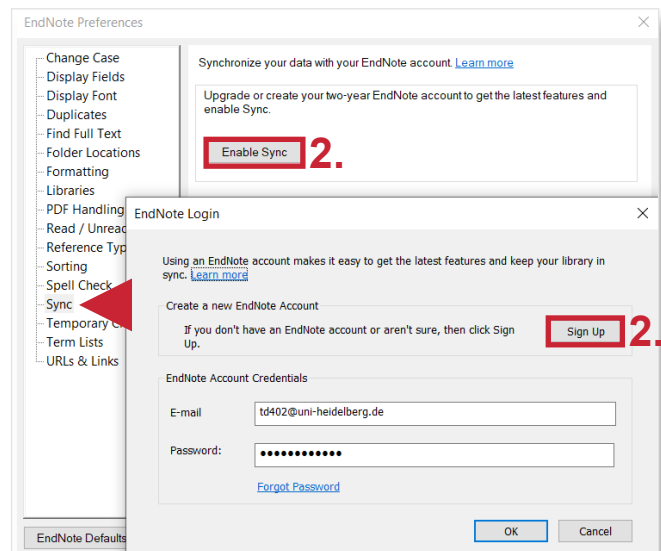 EndNote Preferences
Change Case
Display Fields
Display Font
Duplicates
Find Full Text
Folder Locations
Formatting
Libraries
PDF Handling
Read / Unread
Reference Typ
Sorting
Spell Check
Sync
Temporary C
Term Lists
URLs & Links
EndNote Defaults
Synchronize your data with your EndNote account. Learn more
Upgrade or create your two-year EndNote account to get the latest features and
enable Sync.
Enable Sync
2.
EndNote Login
Using an EndNote account makes it easy to get the latest features and keep your library in
sync. Learn more
Create a new EndNote Account
If you don't have an EndNote account or aren't sure, then click Sign
Up.
Sign Up
2.
EndNote Account Credentials
E-mail
td402@uni-heidelberg.de
Password:
●●●●●●●●●●●●
Forgot Password
OK
Cancel